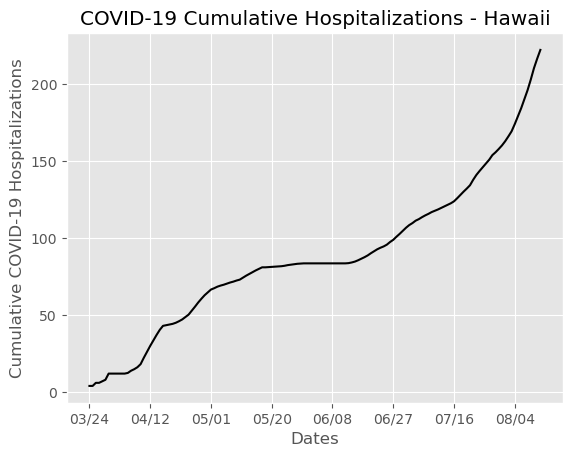 COVID-19 Cumulative Hospitalizations - Hawaii
Cumulative COVID-19 Hospitalizations
200
150
100
50
0
03/24 04/12 05/01 05/20 06/08 06/27 07/16 08/04
Dates